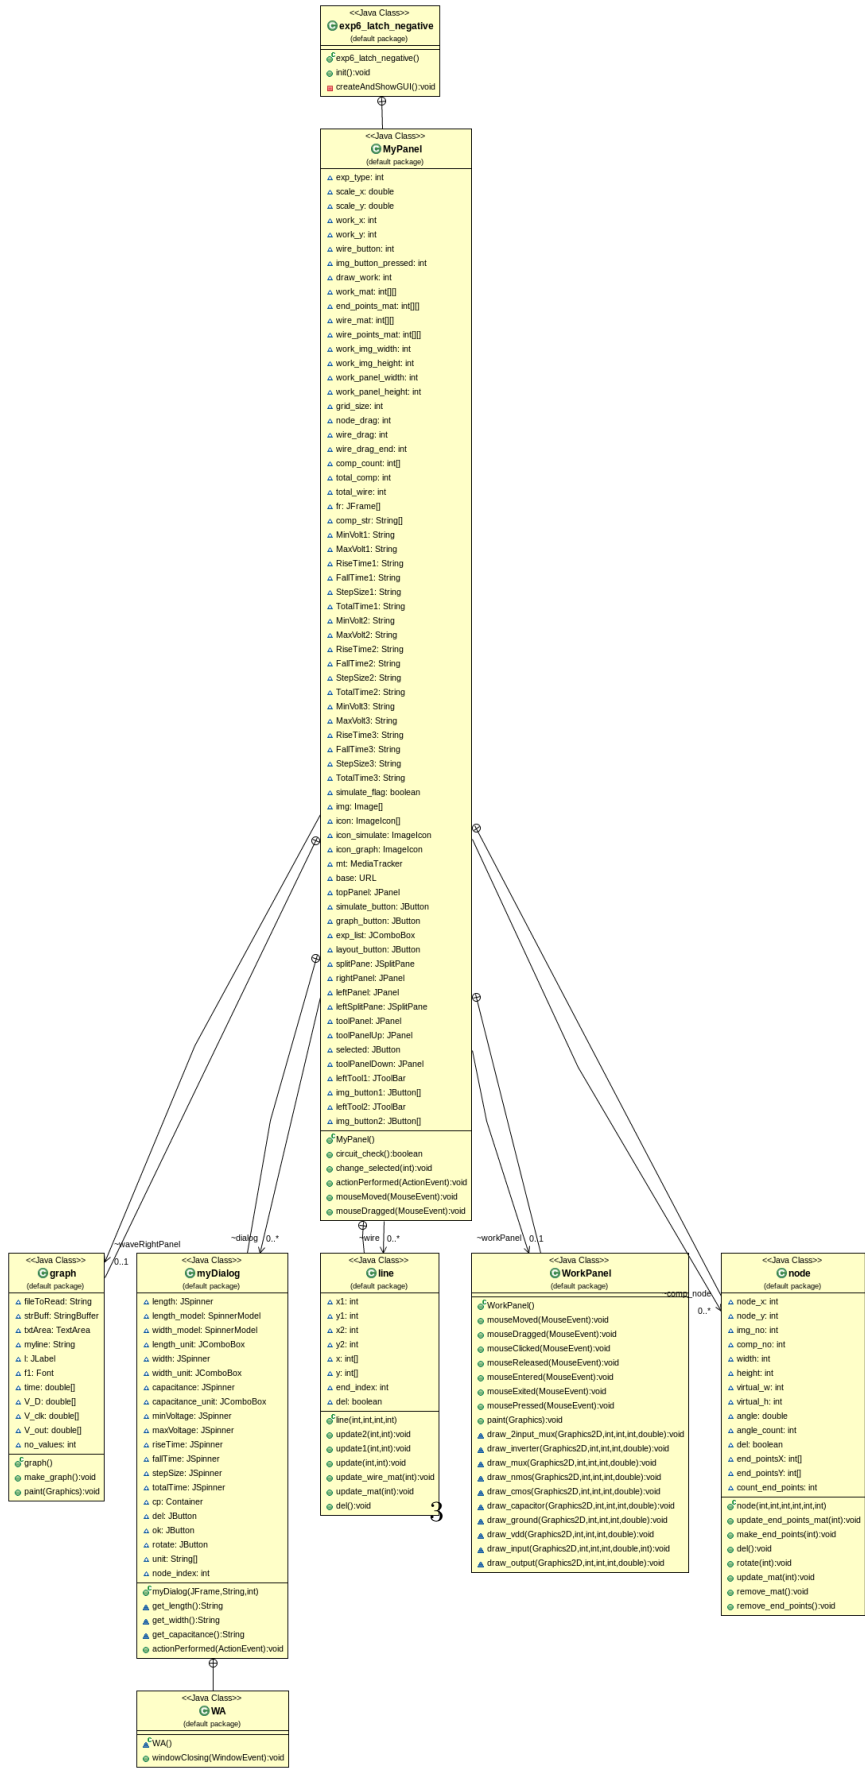 <<Java Class>>
exp6_latch_negative
(default package)
exp6_latch_negative()
init():void
createAndShowGUI():void
<<Java Class>>
MyPanel
(default package)
exp_type: int
scale_x: double
scale_y: double
work_x: int
work_y: int
wire_button: int
img_button_pressed: int
draw_work: int
work_mat: int[][]
end_points_mat: int[][]
wire_mat: int[][]
wire_points_mat: int[][]
work_img_width: int
work_img_height: int
work_panel_width: int
work_panel_height: int
grid_size: int
node_drag: int
wire_drag: int
wire_drag_end: int
comp_count: int[]
total_comp: int
total_wire: int
fr: JFrame[]
comp_str: String[]
MinVolt1: String
MaxVolt1: String
RiseTime1: String
FallTime1: String
StepSize1: String
TotalTime1: String
MinVolt2: String
MaxVolt2: String
RiseTime2: String
FallTime2: String
StepSize2: String
TotalTime2: String
MinVolt3: String
MaxVolt3: String
RiseTime3: String
FallTime3: String
StepSize3: String
TotalTime3: String
simulate_flag: boolean
img: Image[]
icon: ImageIcon[]
icon_simulate: ImageIcon
icon_graph: ImageIcon
mt: MediaTracker
base: URL
topPanel: JPanel
simulate_button: JButton
graph_button: JButton
exp_list: JComboBox
layout_button: JButton
splitPane: JSplitPane
rightPanel: JPanel
leftPanel: JPanel
leftSplitPane: JSplitPane
toolPanel: JPanel
toolPanelUp: JPanel
selected: JButton
toolPanelDown: JPanel
leftTool1: JToolBar
img_button1: JButton[]
leftTool2: JToolBar
img_button2: JButton[]
MyPanel()
circuit_check():boolean
change_selected(int):void
actionPerformed(ActionEvent):void
mouseMoved(MouseEvent):void
mouseDragged(MouseEvent):void
~waveRightPanel
0..1
~dialog 0..*
~wire 0..*
~workPanel 0..1
~comp_node
0..*
<<Java Class>>
graph
(default package)
fileToRead: String
strBuff: StringBuffer
txtArea: TextArea
myline: String
l: JLabel
f1: Font
time: double[]
V_D: double[]
V_clk: double[]
V_out: double[]
no_values: int
graph()
make_graph():void
paint(Graphics):void
<<Java Class>>
myDialog
(default package)
length: JSpinner
length_model: SpinnerModel
width_model: SpinnerModel
length_unit: JComboBox
width: JSpinner
width_unit: JComboBox
capacitance: JSpinner
capacitance_unit: JComboBox
minVoltage: JSpinner
maxVoltage: JSpinner
riseTime: JSpinner
fallTime: JSpinner
stepSize: JSpinner
totalTime: JSpinner
cp: Container
del: JButton
ok: JButton
rotate: JButton
unit: String[]
node_index: int
myDialog(JFrame,String,int)
get_length():String
get_width():String
get_capacitance():String
actionPerformed(ActionEvent):void
<<Java Class>>
line
(default package)
x1: int
y1: int
x2: int
y2: int
x: int[]
y: int[]
end_index: int
del: boolean
line(int,int,int,int)
update2(int,int):void
update1(int,int):void
update(int,int):void
update_wire_mat(int):void
update_mat(int):void
del():void
3
<<Java Class>>
WorkPanel
(default package)
WorkPanel()
mouseMoved(MouseEvent):void
mouseDragged(MouseEvent):void
mouseClicked(MouseEvent):void
mouseReleased(MouseEvent):void
mouseEntered(MouseEvent):void
mouseExited(MouseEvent):void
mousePressed(MouseEvent):void
paint(Graphics):void
draw_2input_mux(Graphics2D,int,int,int,double):void
draw_inverter(Graphics2D,int,int,int,double):void
draw_mux(Graphics2D,int,int,int,double):void
draw_nmos(Graphics2D,int,int,int,double):void
draw_cmos(Graphics2D,int,int,int,double):void
draw_capacitor(Graphics2D,int,int,int,double):void
draw_ground(Graphics2D,int,int,int,double):void
draw_vdd(Graphics2D,int,int,int,double):void
draw_input(Graphics2D,int,int,int,double,int):void
draw_output(Graphics2D,int,int,int,double):void
<<Java Class>>
node
(default package)
node_x: int
node_y: int
img_no: int
comp_no: int
width: int
height: int
virtual_w: int
virtual_h: int
angle: double
angle_count: int
del: boolean
end_pointsX: int[]
end_pointsY: int[]
count_end_points: int
node(int,int,int,int,int,int)
update_end_points_mat(int):void
make_end_points(int):void
del():void
rotate(int):void
update_mat(int):void
remove_mat():void
remove_end_points():void
<<Java Class>>
WA
(default package)
WA()
windowClosing(WindowEvent):void